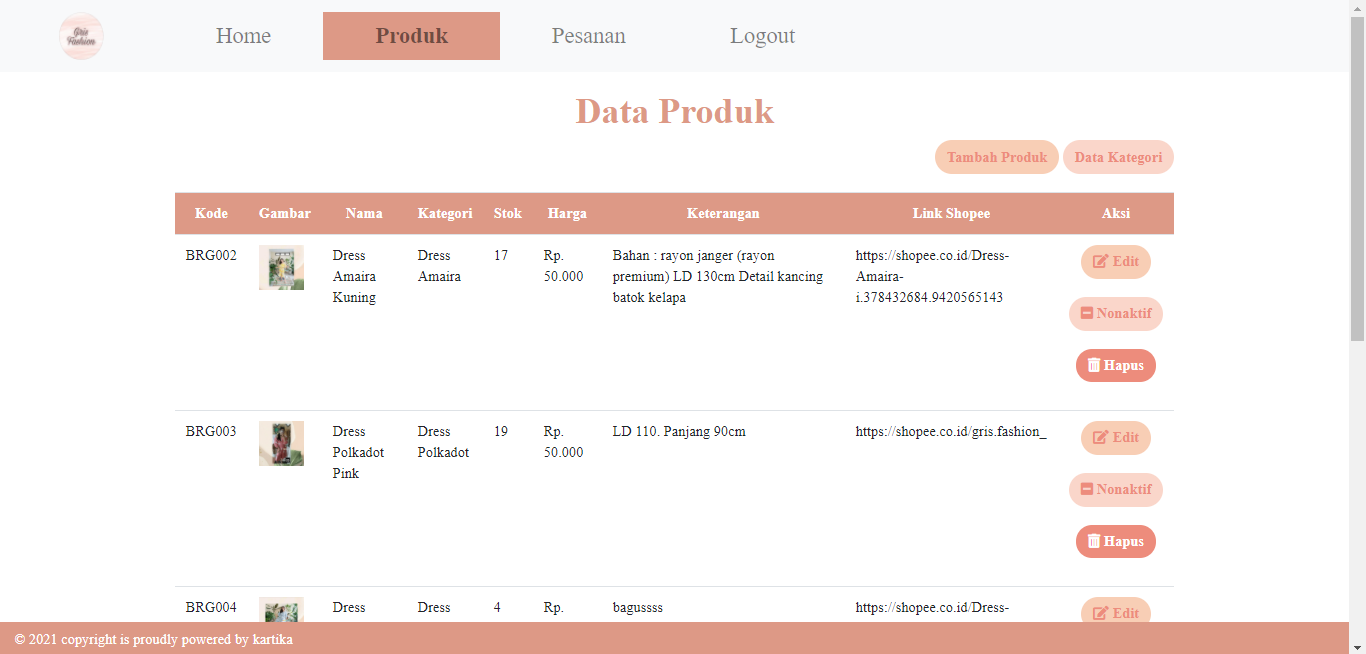 Gris
Fashion
Home
Produk
Pesanan
Logout
Data Produk
Tambah Produk
Data Kategori
Kode Gambar Nama Kategori Stok Harga Keterangan Link Shopee Aksi
BRG002 Dress Dress 17 Rp. Bahan : rayon janger (rayon https://shopee.co.id/Dress- Edit
Amaira Amaira 50.000 premium) LD 130cm Detail kancing Amaira-
Kuning batok kelapa i.378432684.9420565143
Nonaktif
Hapus
BRG003 Dress Dress 19 Rp. LD 110. Panjang 90cm https://shopee.co.id/gris.fashion_ Edit
Polkadot Polkadot 50.000
Pink
Nonaktif
Hapus
BRG004 Dress Dress 4 Rp. bagussss https://shopee.co.id/Dress- Edit
© 2021 copyright is proudly powered by kartika